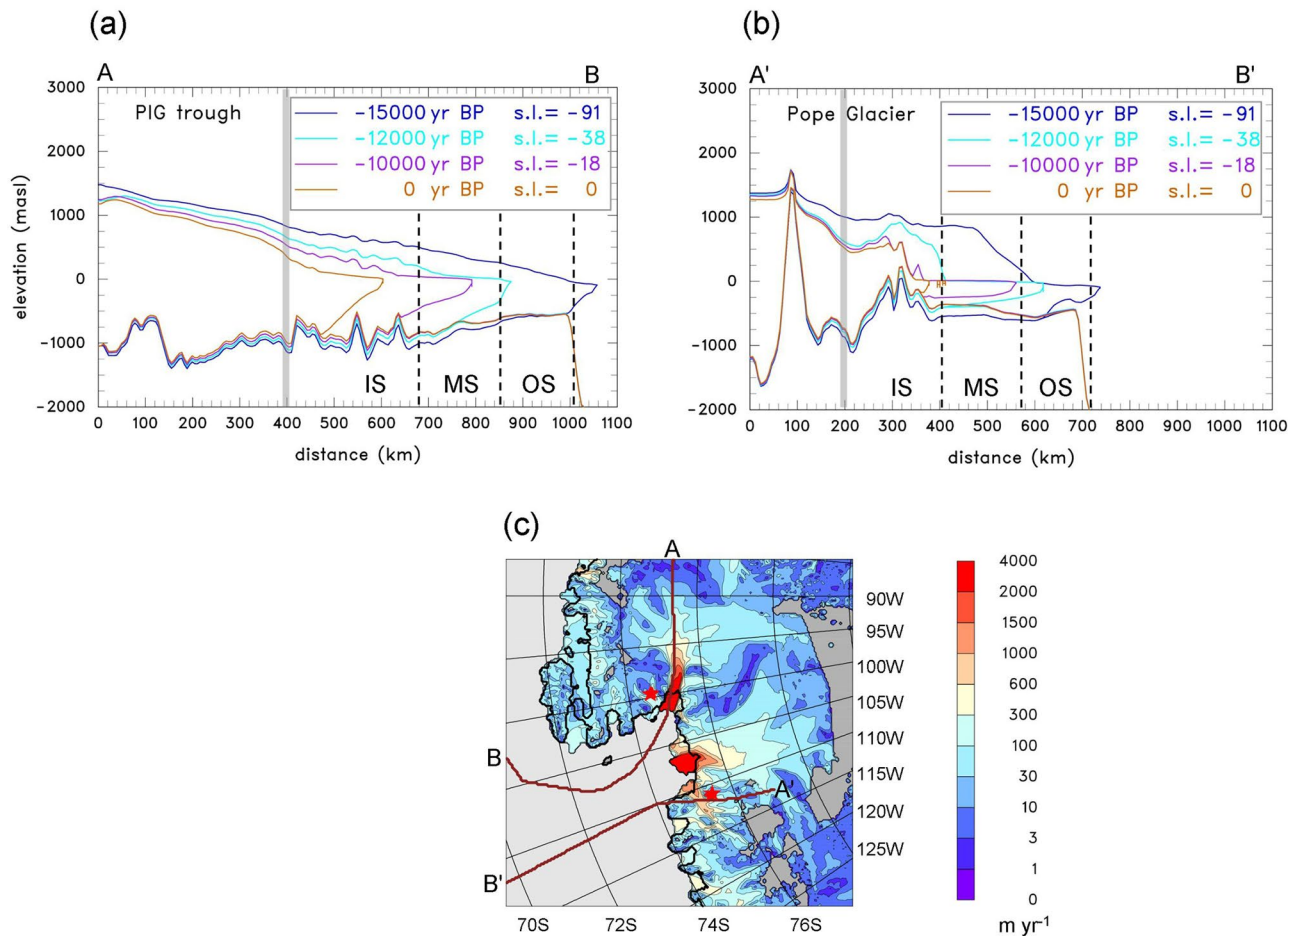 (a)
A
B
3000
2000
1000
0
−1000
−2000
elevation (masl)
PIG trough
−15000 yr BP s.l.= −91
−12000 yr BP s.l.= −38
−10000 yr BP s.l.= −18
0 yr BP s.l.= 0
IS
MS
OS
0 100 200 300 400 500 600 700 800 900 1000 1100
distance (km)
(b)
A'
B'
3000
2000
1000
0
−1000
−2000
Pope Glacier
−15000 yr BP s.l.= −91
−12000 yr BP s.l.= −38
−10000 yr BP s.l.= −18
0 yr BP s.l.= 0
IS
MS
OS
0 100 200 300 400 500 600 700 800 900 1000 1100
distance (km)
(c)
A
B
A'
B'
90W
95W
100W
105W
110W
115W
120W
125W
70S 72S 74S 76S
4000
2000
1500
1000
600
300
100
30
10
3
1
0
m yr⁻¹